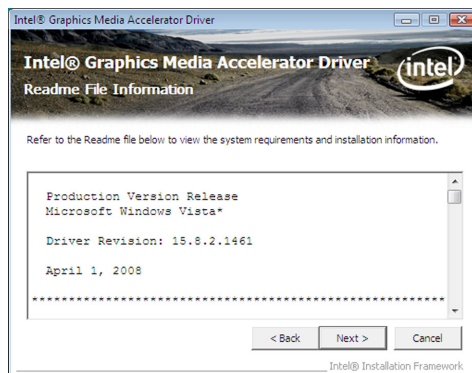 Intel® Graphics Media Accelerator Driver
Intel® Graphics Media Accelerator Driver
Readme File Information
intel
Refer to the Readme file below to view the system requirements and installation information.
Production Version Release
Microsoft Windows Vista*
Driver Revision: 15.8.2.1461
April 1, 2008
********************************************************
< Back
Next >
Cancel
Intel® Installation Framework